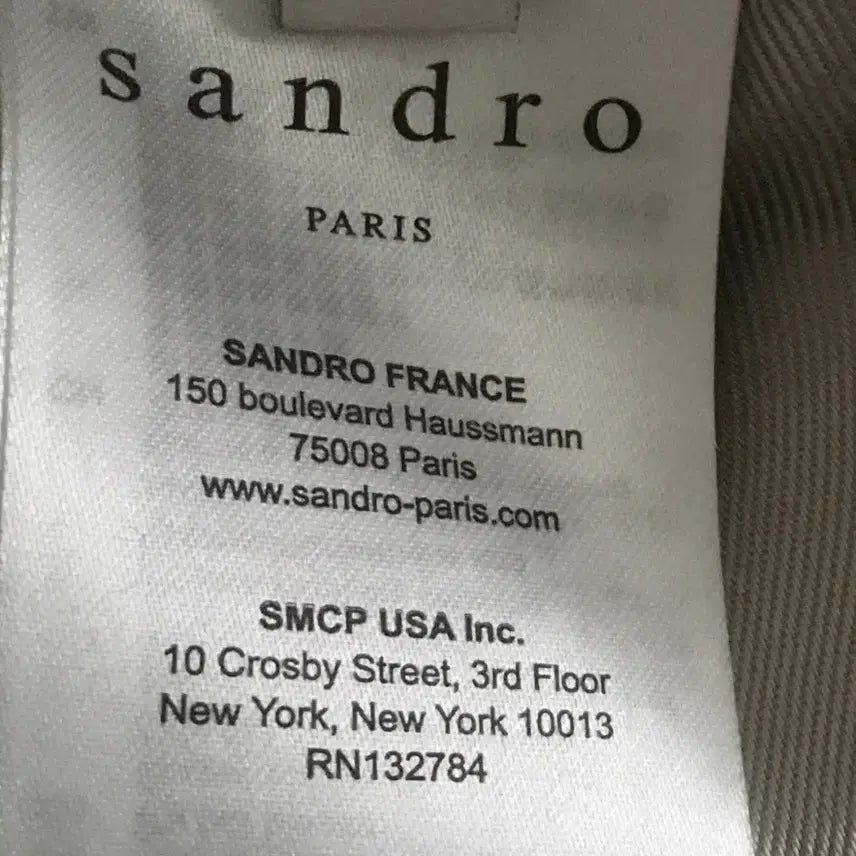 sandro
PARIS
SANDRO FRANCE
150 boulevard Haussmann
75008 Paris
www.sandro-paris.com
SMCP USA Inc.
10 Crosby Street, 3rd Floor
New York, New York 10013
RN132784